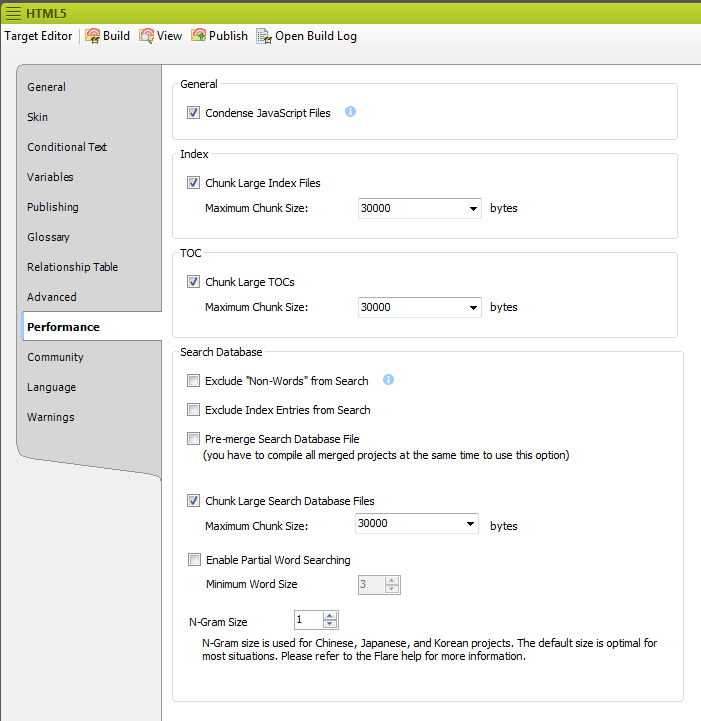 HTML5
Target Editor Build View Publish Open Build Log
General
Skin
Conditional Text
Variables
Publishing
Glossary
Relationship Table
Advanced
Performance
Community
Language
Warnings
General
Condense JavaScript Files
Index
Chunk Large Index Files
Maximum Chunk Size: 30000 bytes
TOC
Chunk Large TOCs
Maximum Chunk Size: 30000 bytes
Search Database
Exclude "Non-Words" from Search
Exclude Index Entries from Search
Pre-merge Search Database File
(you have to compile all merged projects at the same time to use this option)
Chunk Large Search Database Files
Maximum Chunk Size: 30000 bytes
Enable Partial Word Searching
Minimum Word Size 3
N-Gram Size 1
N-Gram size is used for Chinese, Japanese, and Korean projects. The default size is optimal for
most situations. Please refer to the Flare help for more information.